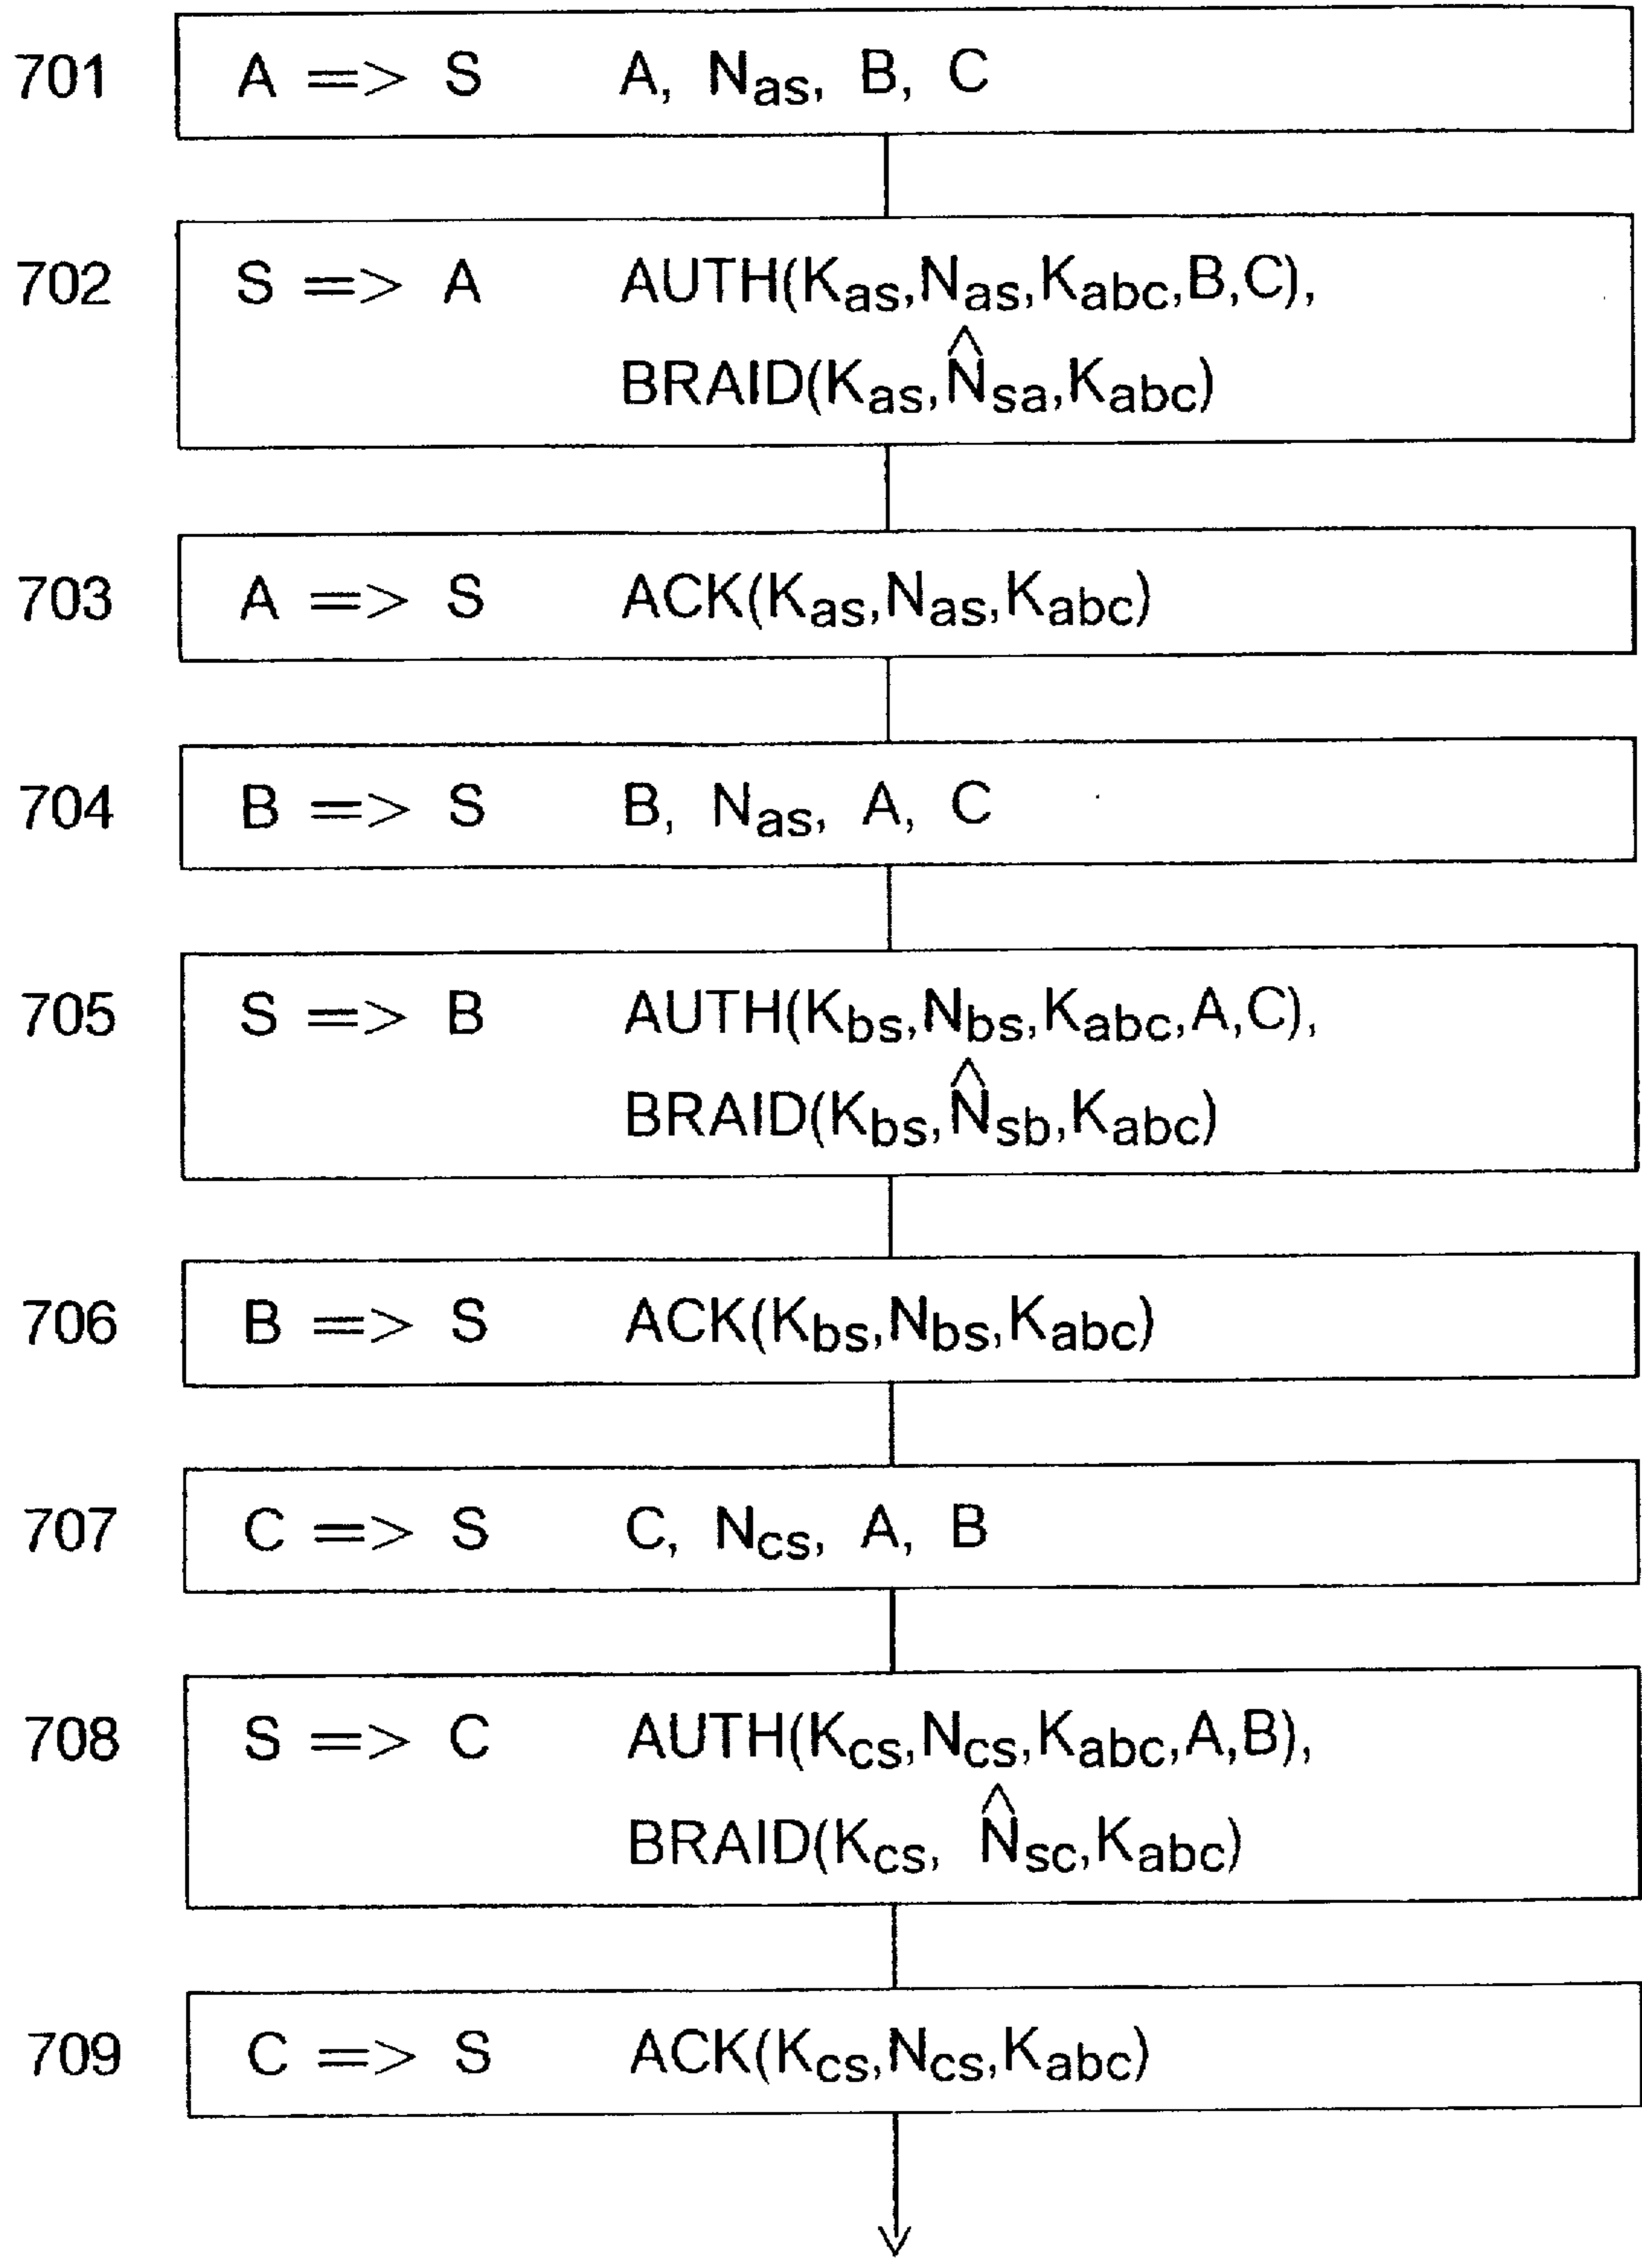 701 A => S A, Nas, B, C
702 S => A AUTH(Kas,Nas,Kabc,B,C),
BRAID(Kas,N̂sa,Kabc)
703 A => S ACK(Kas,Nas,Kabc)
704 B => S B, Nas, A, C
705 S => B AUTH(Kbs,Nbs,Kabc,A,C),
BRAID(Kbs,N̂sb,Kabc)
706 B => S ACK(Kbs,Nbs,Kabc)
707 C => S C, Ncs, A, B
708 S => C AUTH(Kcs,Ncs,Kabc,A,B),
BRAID(Kcs, N̂sc,Kabc)
709 C => S ACK(Kcs,Ncs,Kabc)